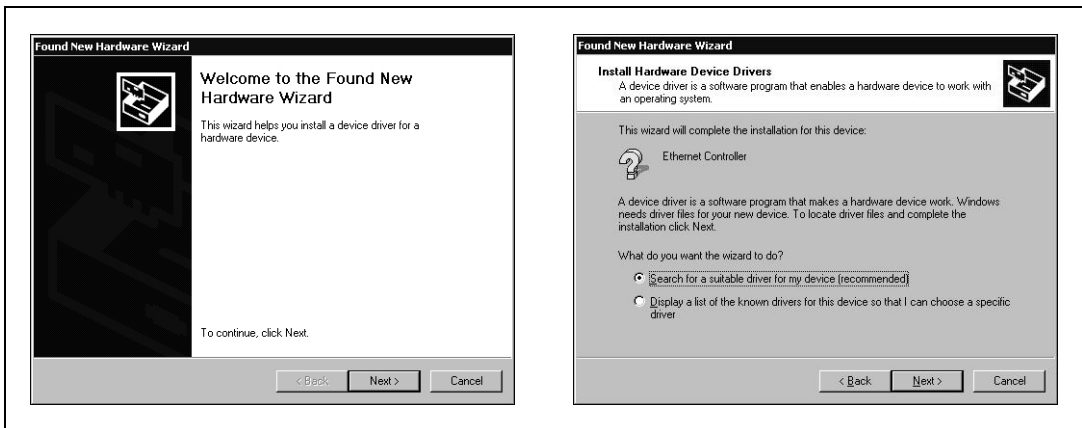 Found New Hardware Wizard
Welcome to the Found New
Hardware Wizard
This wizard helps you install a device driver for a
hardware device.
To continue, click Next.
< Back
Next >
Cancel
Found New Hardware Wizard
Install Hardware Device Drivers
A device driver is a software program that enables a hardware device to work with
an operating system.
This wizard will complete the installation for this device:
Ethernet Controller
A device driver is a software program that makes a hardware device work. Windows
needs driver files for your new device. To locate driver files and complete the
installation click Next.
What do you want the wizard to do?
Search for a suitable driver for my device (recommended)
Display a list of the known drivers for this device so that I can choose a specific
driver
< Back
Next >
Cancel